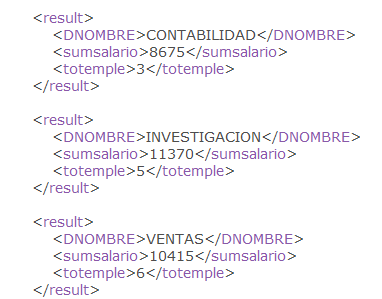 <result>
<DNOMBRE>CONTABILIDAD</DNOMBRE>
<sumsalario>8675</sumsalario>
<totemple>3</totemple>
</result>
<result>
<DNOMBRE>INVESTIGACION</DNOMBRE>
<sumsalario>11370</sumsalario>
<totemple>5</totemple>
</result>
<result>
<DNOMBRE>VENTAS</DNOMBRE>
<sumsalario>10415</sumsalario>
<totemple>6</totemple>
</result>